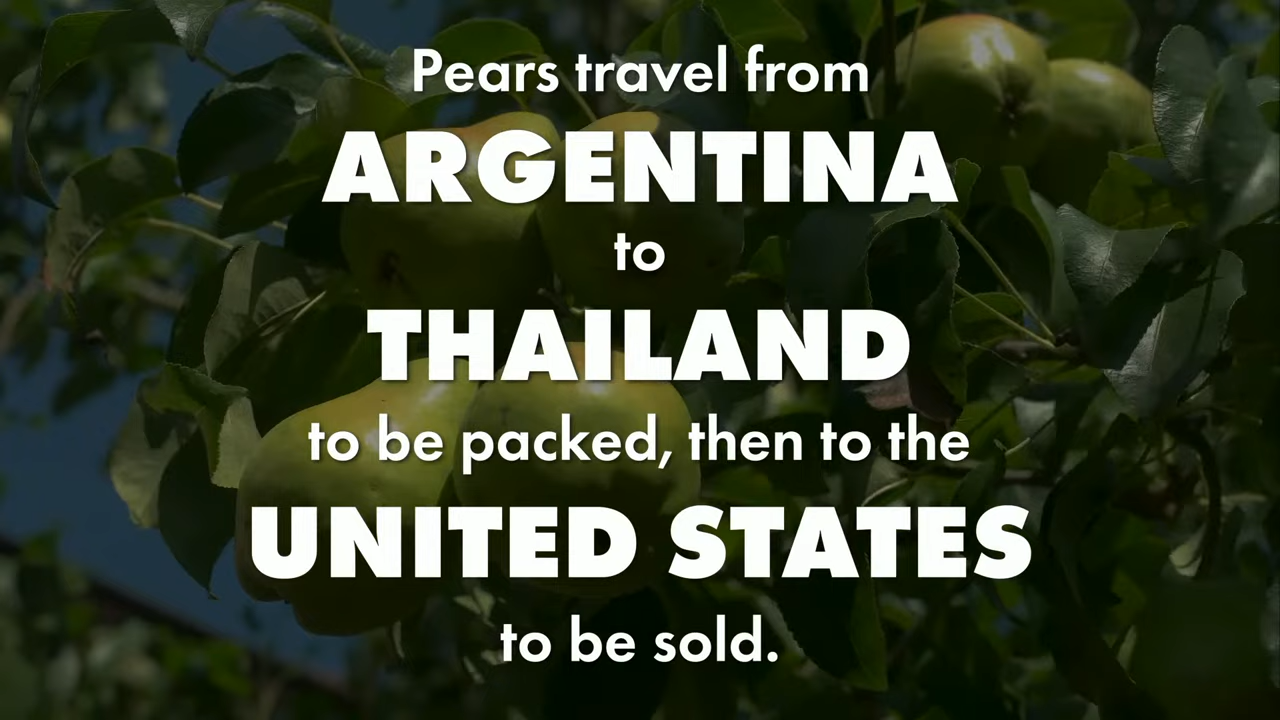 Pears travel from
ARGENTINA
to
THAILAND
to be packed, then to the
UNITED STATES
to be sold.